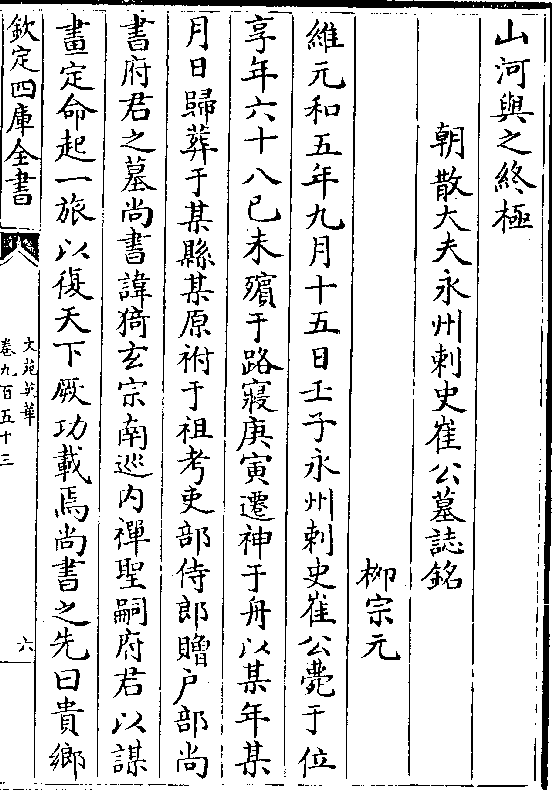 山河與之終極
朝散大夫永州刺史崔公墓誌銘
柳宗元
維元和五年九月十五日壬子永州刺史崔公薨于位
享年六十八己未殯于路寢庚寅遷神于舟以某年某
月日歸葬于某縣某原祔于祖考吏部侍郎贈户部尚
書府君之墓尚書諱猗玄宗南巡内禪聖嗣府君以謀
畫定命起一旅以復天下厥功載焉尚書之先曰貴鄉
欽定四庫全書
文苑英華
卷九百五十三
六